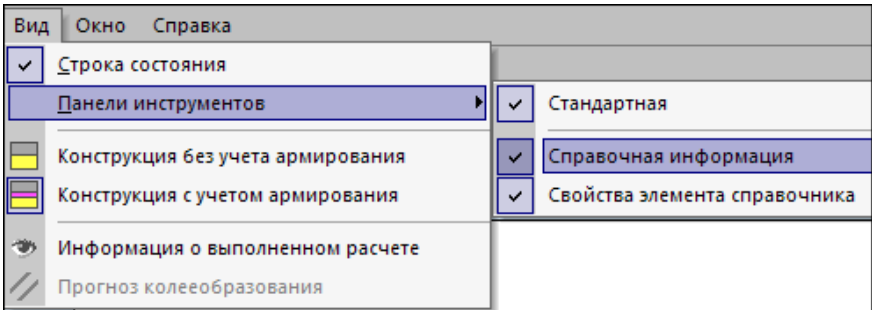 Вид Окно Справка
Строка состояния
Панели инструментов
Стандартная
Конструкция без учета армирования
Справочная информация
Конструкция с учетом армирования
Свойства элемента справочника
Информация о выполненном расчете
Прогноз колееобразования